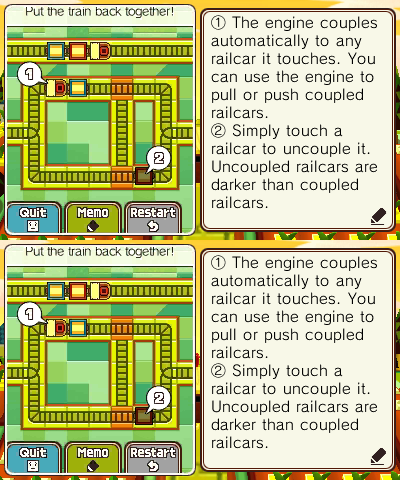 Put the train back together!
1
2
Quit
Memo
Restart
① The engine couples
automatically to any
railcar it touches. You
can use the engine to
pull or push coupled
railcars.
② Simply touch a
railcar to uncouple it.
Uncoupled railcars are
darker than coupled
railcars.
Put the train back together!
1
2
Quit
Memo
Restart
① The engine couples
automatically to any
railcar it touches. You
can use the engine to
pull or push coupled
railcars.
② Simply touch a
railcar to uncouple it.
Uncoupled railcars are
darker than coupled
railcars.